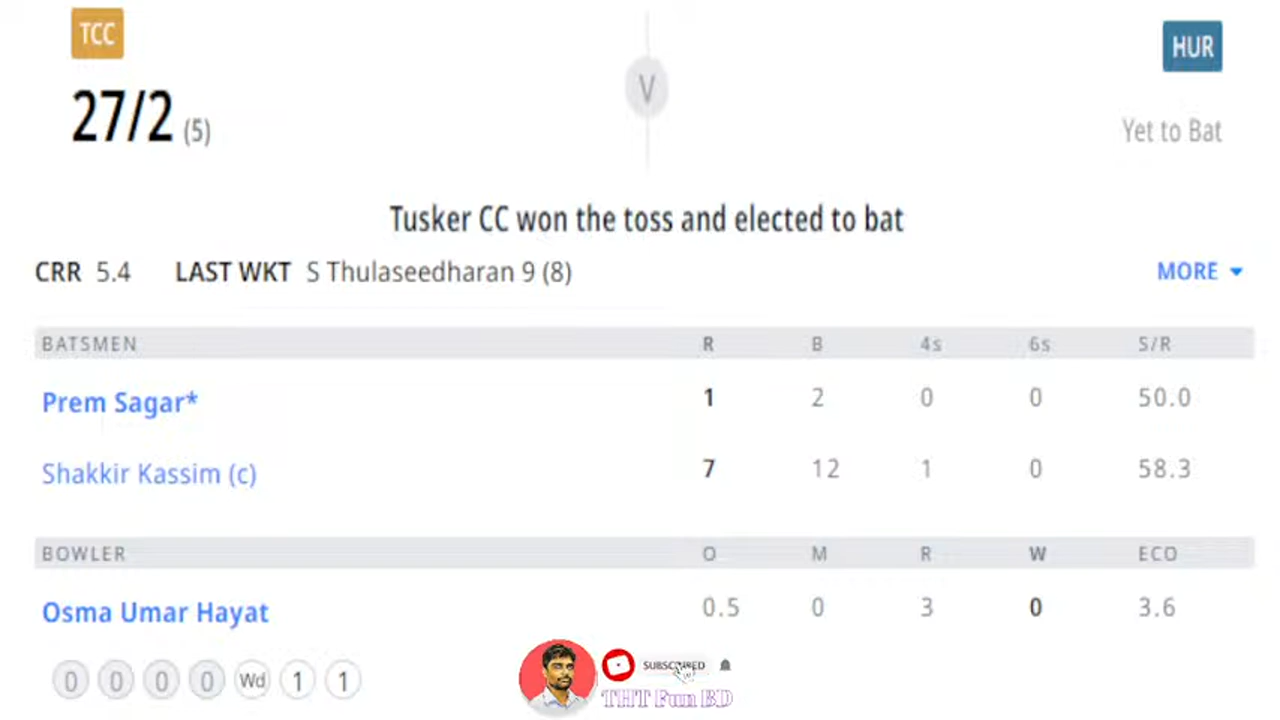 TCC
HUR
V
27/2 (5)
Yet to Bat
Tusker CC won the toss and elected to bat
CRR 5.4 LAST WKT S Thulaseedharan 9 (8) MORE
BATSMEN R B 4s 6s S/R
Prem Sagar* 1 2 0 0 50.0
Shakkir Kassim (c) 7 12 1 0 58.3
BOWLER O M R W ECO
Osma Umar Hayat 0.5 0 3 0 3.6
0 0 0 0 Wd 1 1
SUBSCRIBED
THT Fun BD